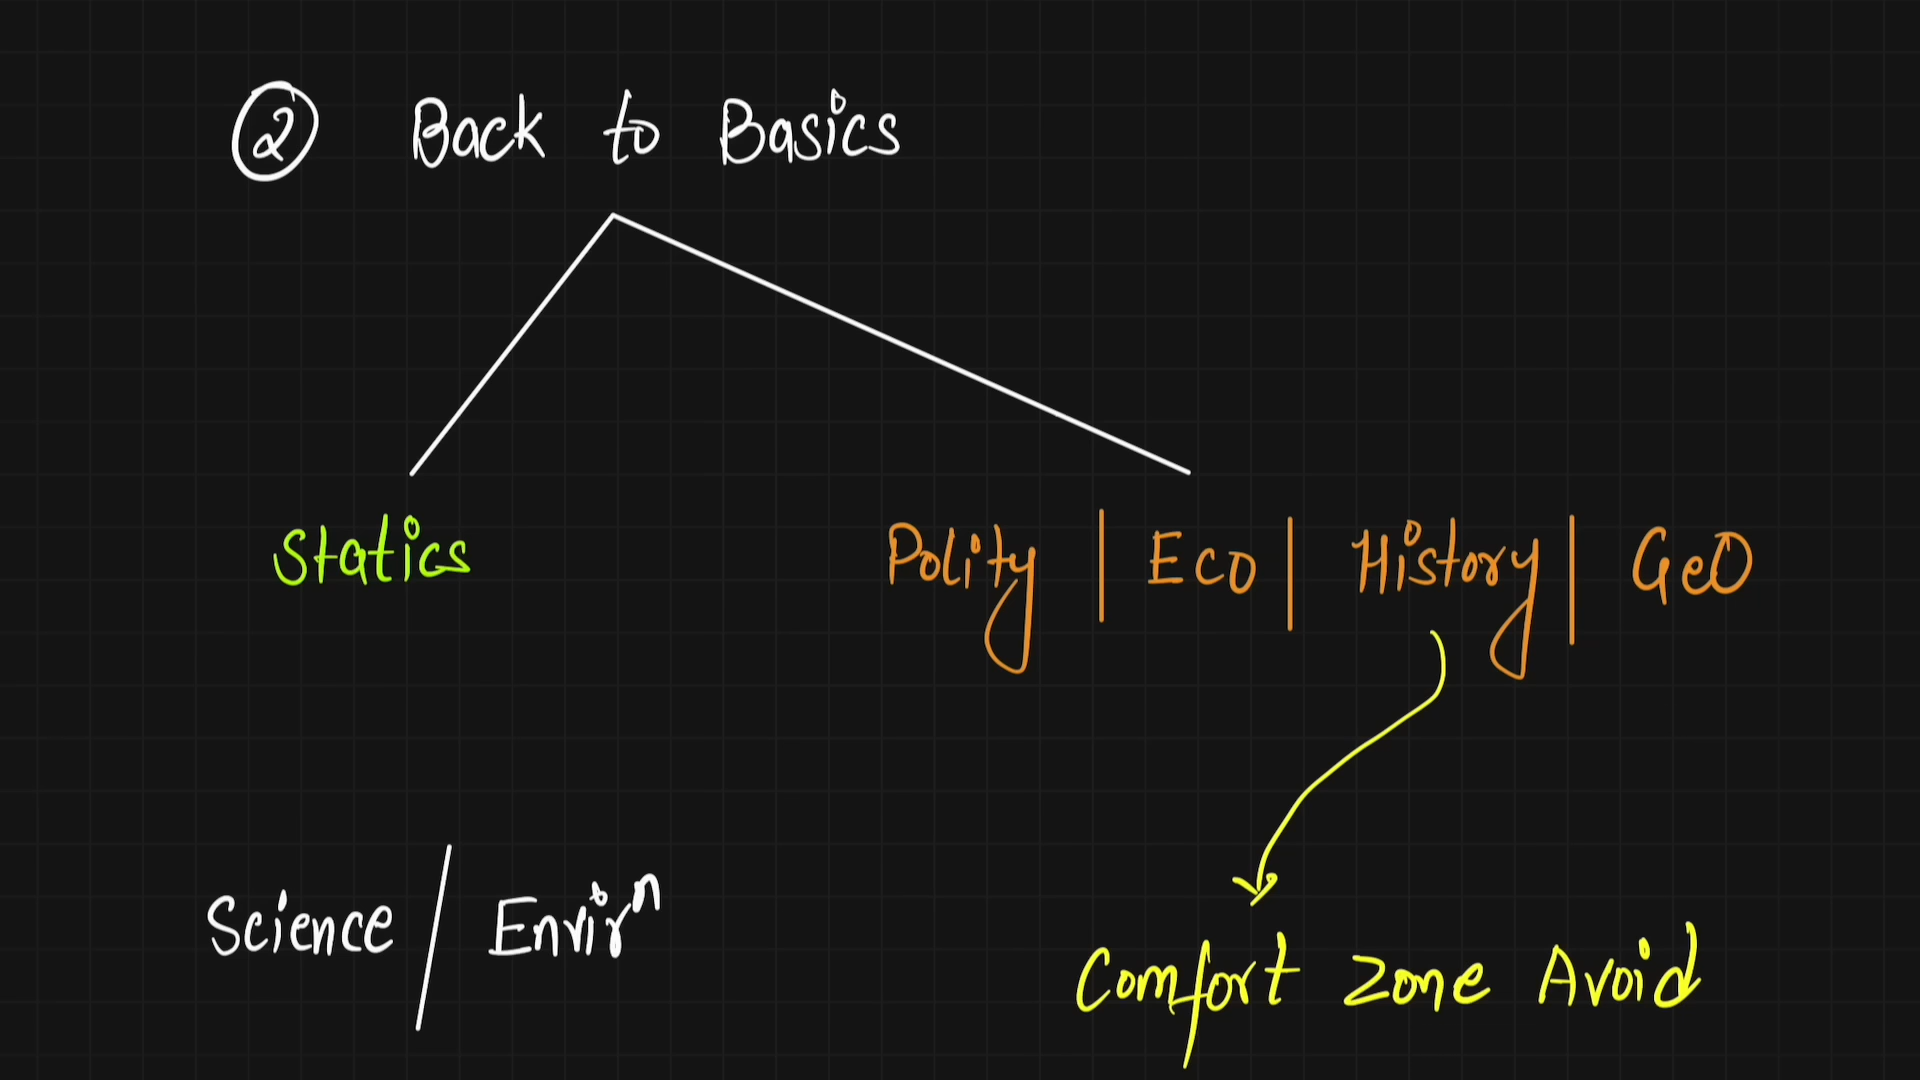 ② Back to Basics
Statics
Polity | Eco | History | GeO
Science / Envirⁿ
Comfort Zone Avoid